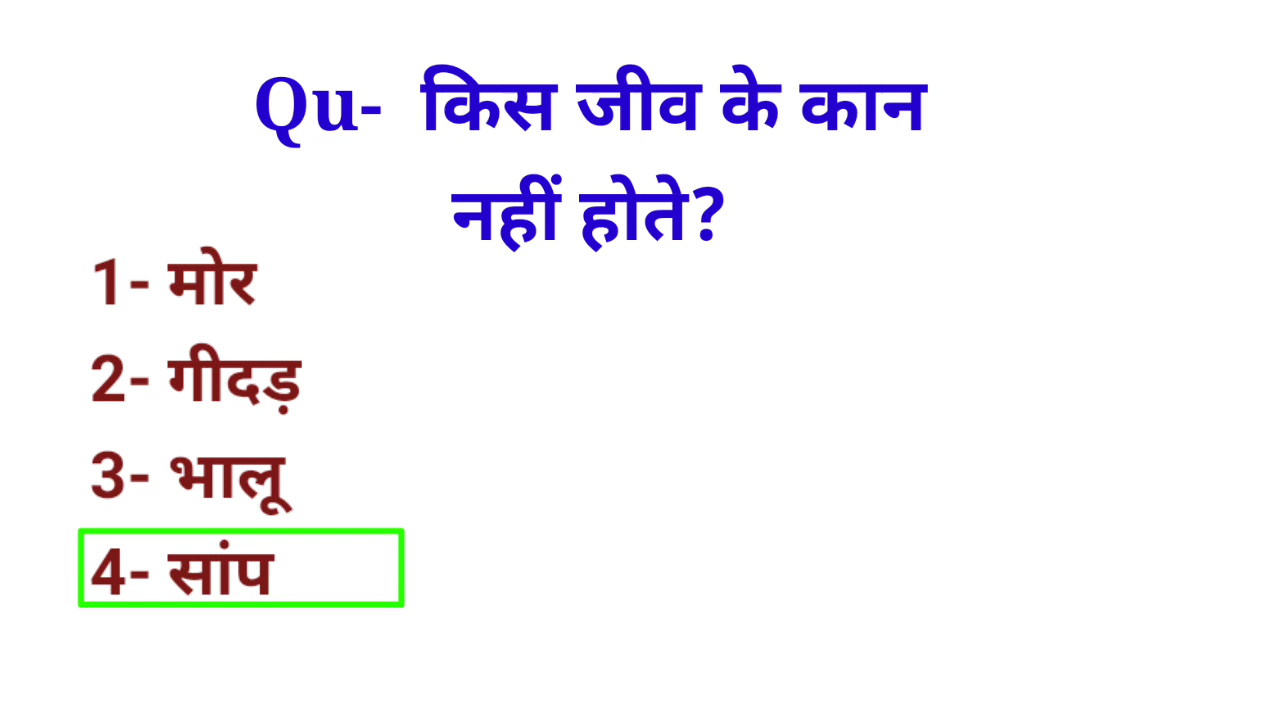 Qu- किस जीव के कान
नहीं होते?
1- मोर
2- गीदड़
3- भालू
4- सांप